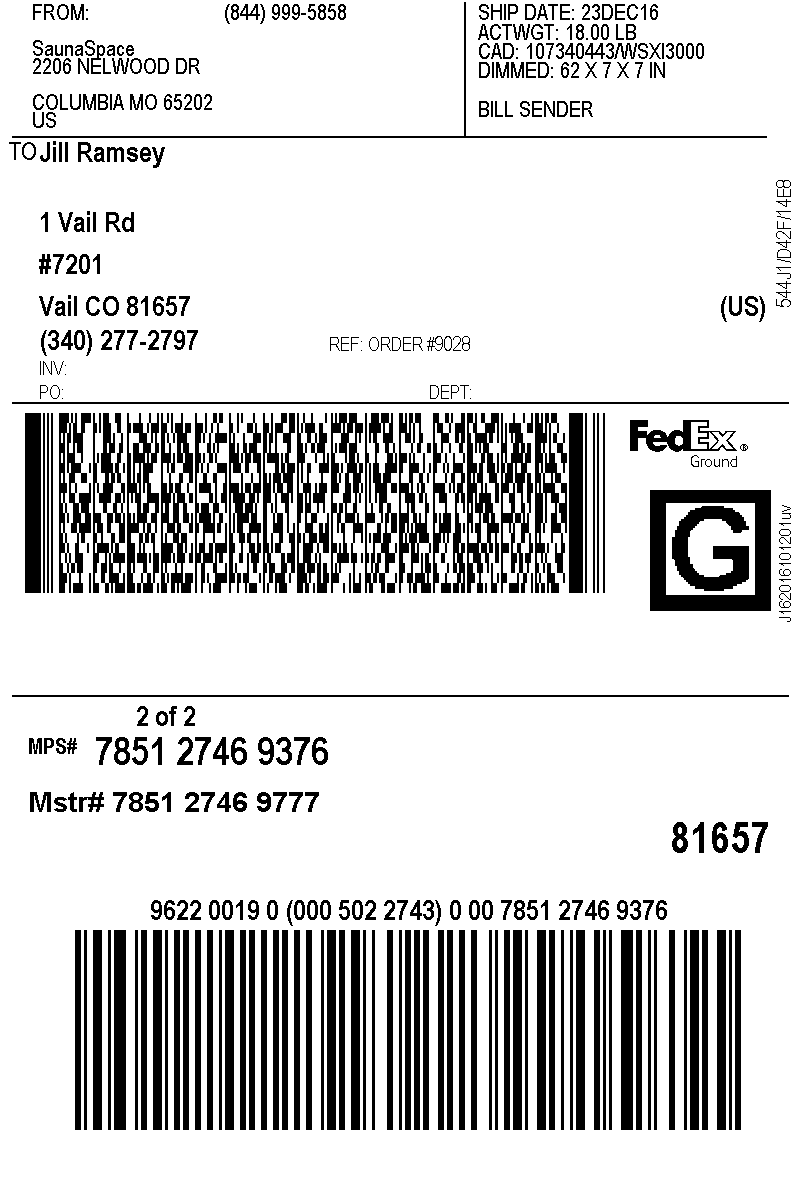 FROM: (844) 999-5858
SaunaSpace
2206 NELWOOD DR
COLUMBIA MO 65202
US
SHIP DATE: 23DEC16
ACTWGT: 18.00 LB
CAD: 107340443/WSXI3000
DIMMED: 62 X 7 X 7 IN
BILL SENDER
TO Jill Ramsey
1 Vail Rd
#7201
Vail CO 81657 (US)
(340) 277-2797 REF: ORDER #9028
INV:
PO: DEPT:
544J1/D42F/14E8
FedEx®
Ground
G
J162016101201uv
2 of 2
MPS# 7851 2746 9376
Mstr# 7851 2746 9777
81657
9622 0019 0 (000 502 2743) 0 00 7851 2746 9376